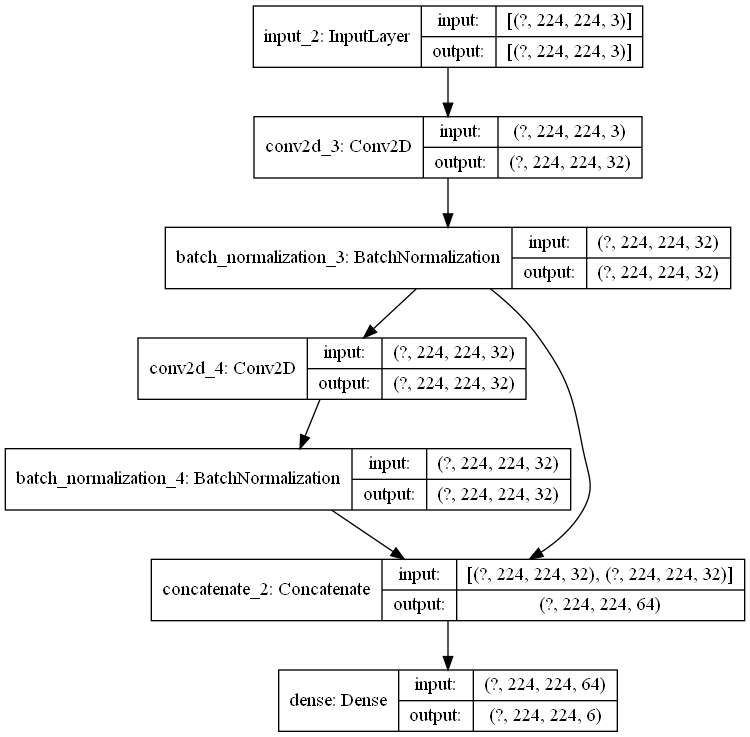 input_2: InputLayer
input:
[(?, 224, 224, 3)]
output:
[(?, 224, 224, 3)]
conv2d_3: Conv2D
input:
(?, 224, 224, 3)
output:
(?, 224, 224, 32)
batch_normalization_3: BatchNormalization
input:
(?, 224, 224, 32)
output:
(?, 224, 224, 32)
conv2d_4: Conv2D
input:
(?, 224, 224, 32)
output:
(?, 224, 224, 32)
batch_normalization_4: BatchNormalization
input:
(?, 224, 224, 32)
output:
(?, 224, 224, 32)
concatenate_2: Concatenate
input:
[(?, 224, 224, 32), (?, 224, 224, 32)]
output:
(?, 224, 224, 64)
dense: Dense
input:
(?, 224, 224, 64)
output:
(?, 224, 224, 6)